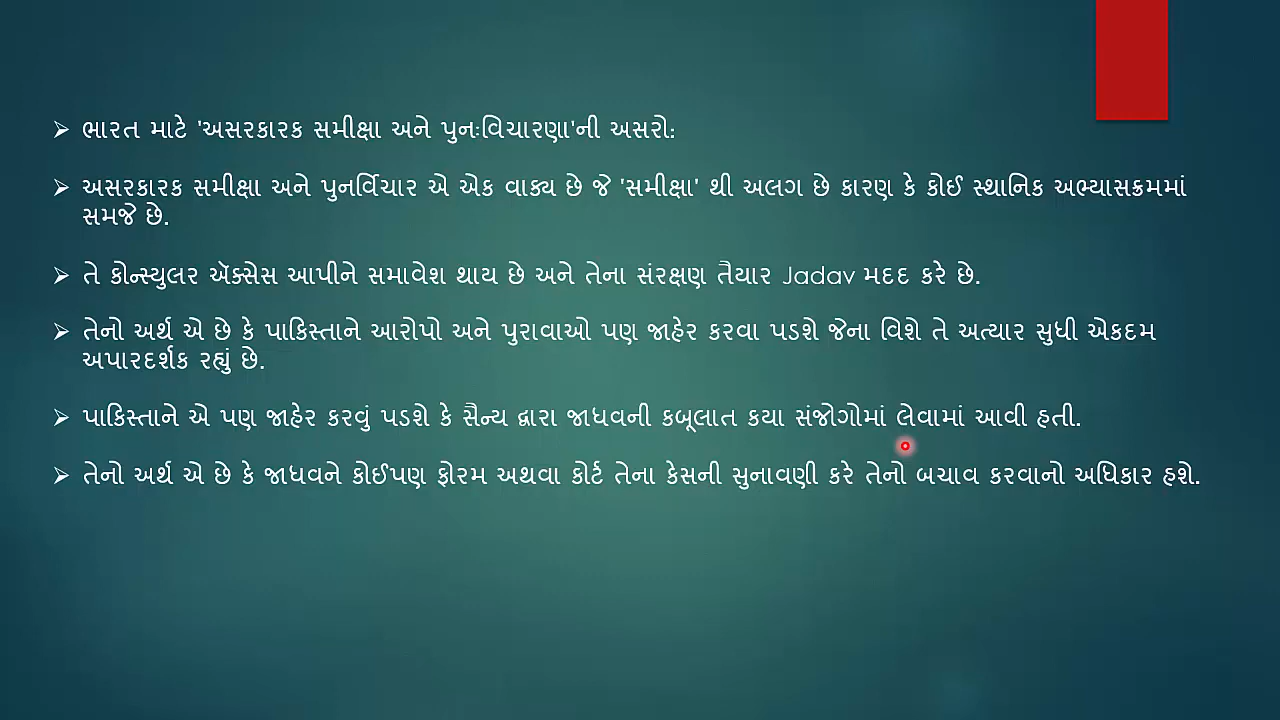 ભારત માટે 'અસરકારક સમીક્ષા અને પુનઃવિચારણા'ની અસરો:
અસરકારક સમીક્ષા અને પુનર્વિચાર એ એક વાક્ય છે જે 'સમીક્ષા' થી અલગ છે કારણ કે કોઈ સ્થાનિક અભ્યાસક્રમમાં
સમજે છે.
તે કોન્સ્યુલર ઍક્સેસ આપીને સમાવેશ થાય છે અને તેના સંરક્ષણ તૈયાર Jadav મદદ કરે છે.
તેનો અર્થ એ છે કે પાકિસ્તાને આરોપો અને પુરાવાઓ પણ જાહેર કરવા પડશે જેના વિશે તે અત્યાર સુધી એકદમ
અપારદર્શક રહ્યું છે.
પાકિસ્તાને એ પણ જાહેર કરવું પડશે કે સૈન્ય દ્વારા જાધવની કબૂલાત કયા સંજોગોમાં લેવામાં આવી હતી.
તેનો અર્થ એ છે કે જાધવને કોઈપણ ફોરમ અથવા કોર્ટ તેના કેસની સુનાવણી કરે તેનો બચાવ કરવાનો અધિકાર હશે.